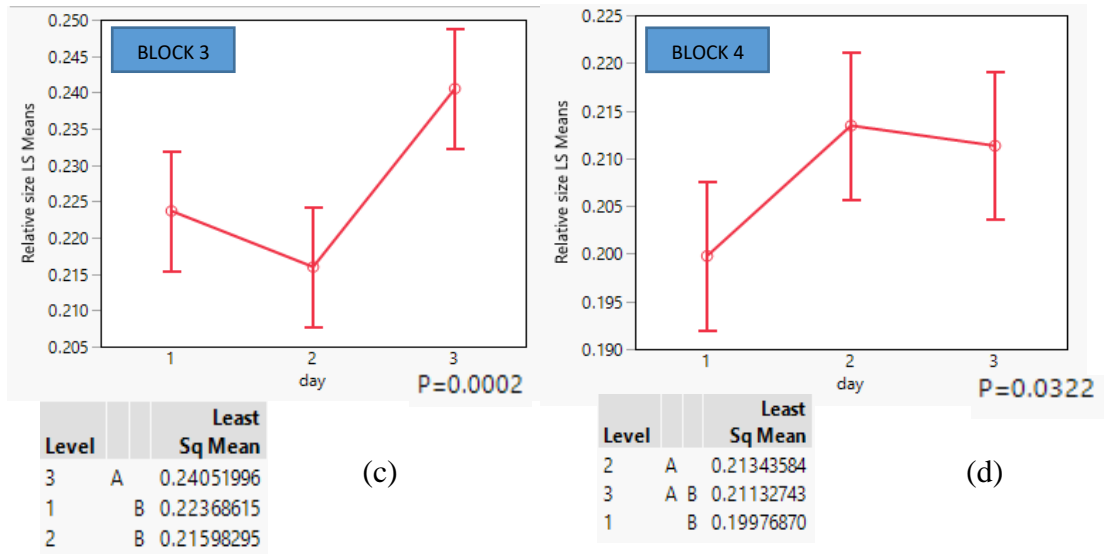 BLOCK 3
Relative size LS Means
0.250
0.245
0.240
0.235
0.230
0.225
0.220
0.215
0.210
0.205
1 2 3
day
P=0.0002
Level Least Sq Mean
3 A 0.24051996
1 B 0.22368615
2 B 0.21598295
(c)
BLOCK 4
Relative size LS Means
0.225
0.220
0.215
0.210
0.205
0.200
0.195
0.190
1 2 3
day
P=0.0322
Level Least Sq Mean
2 A 0.21343584
3 A B 0.21132743
1 B 0.19976870
(d)